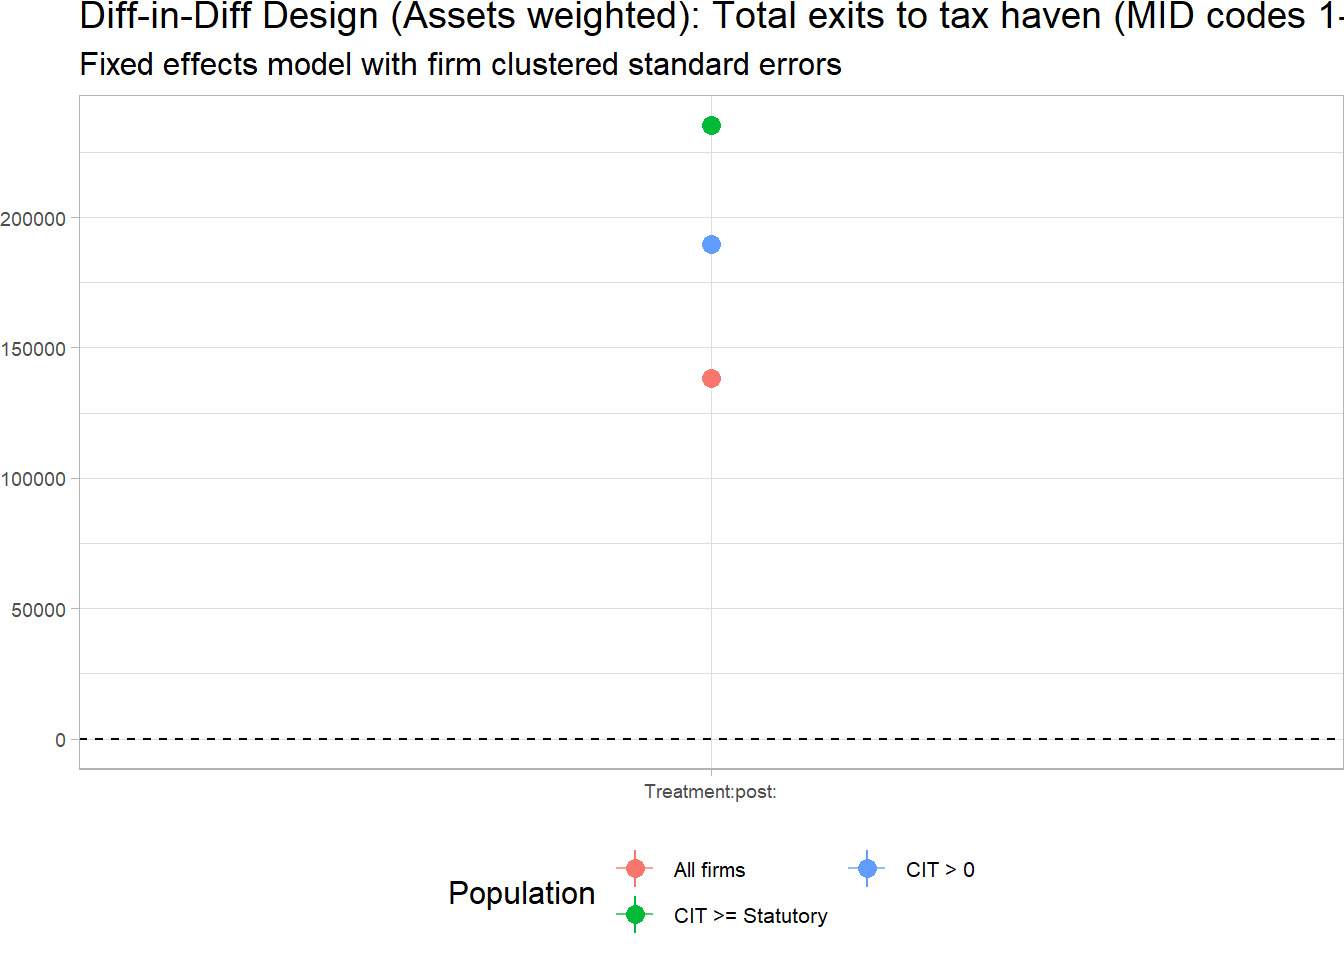 Diff-in-Diff Design (Assets weighted): Total exits to tax haven (MID codes 1-
Fixed effects model with firm clustered standard errors
200000
150000
100000
50000
0
Treatment:post:
Population
All firms
CIT > 0
CIT >= Statutory